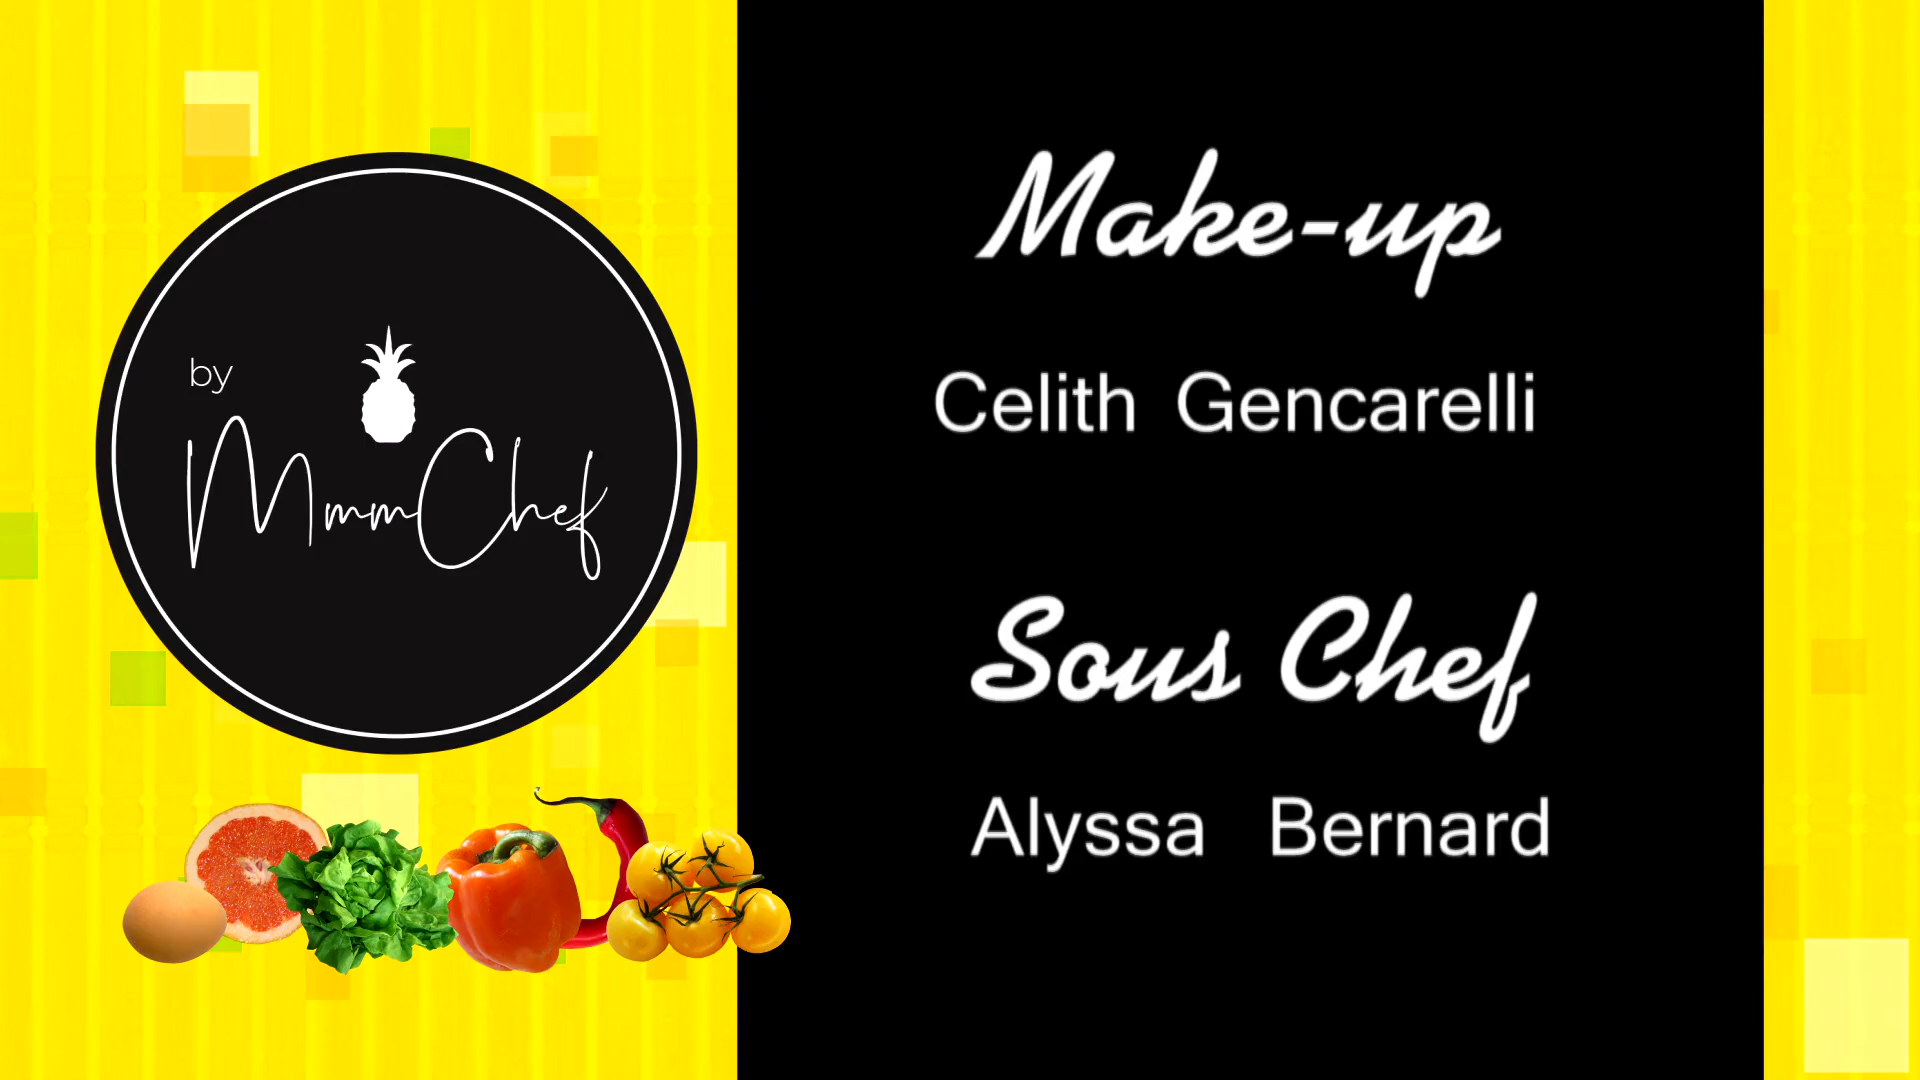 by
MmmChef
Make-up
Celith Gencarelli
Sous Chef
Alyssa Bernard